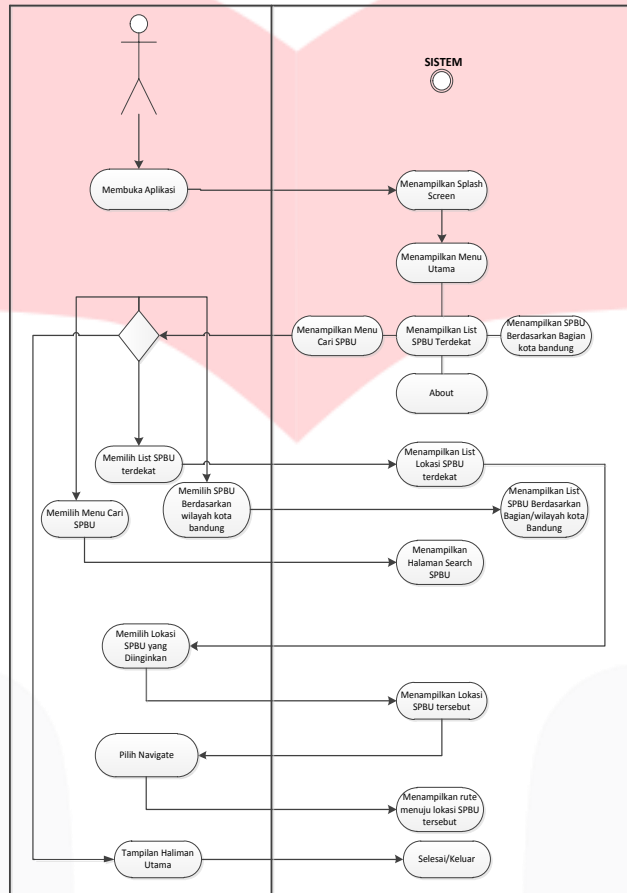 SISTEM
Membuka Aplikasi
Menampilkan Splash
Screen
Menampilkan Menu
Utama
Menampilkan Menu
Cari SPBU
Menampilkan List
SPBU Terdekat
Menampilkan SPBU
Berdasarkan Bagian
kota bandung
About
Memilih List SPBU
terdekat
Menampilkan List
Lokasi SPBU
terdekat
Memilih Menu Cari
SPBU
Memilih SPBU
Berdasarkan
wilayah kota
bandung
Menampilkan List
SPBU Berdasarkan
Bagian/wilayah kota
Bandung
Menampilkan
Halaman Search
SPBU
Memilih Lokasi
SPBU yang
Diinginkan
Menampilkan Lokasi
SPBU tersebut
Pilih Navigate
Menampilkan rute
menuju lokasi SPBU
tersebut
Tampilan Haliman
Utama
Selesai/Keluar